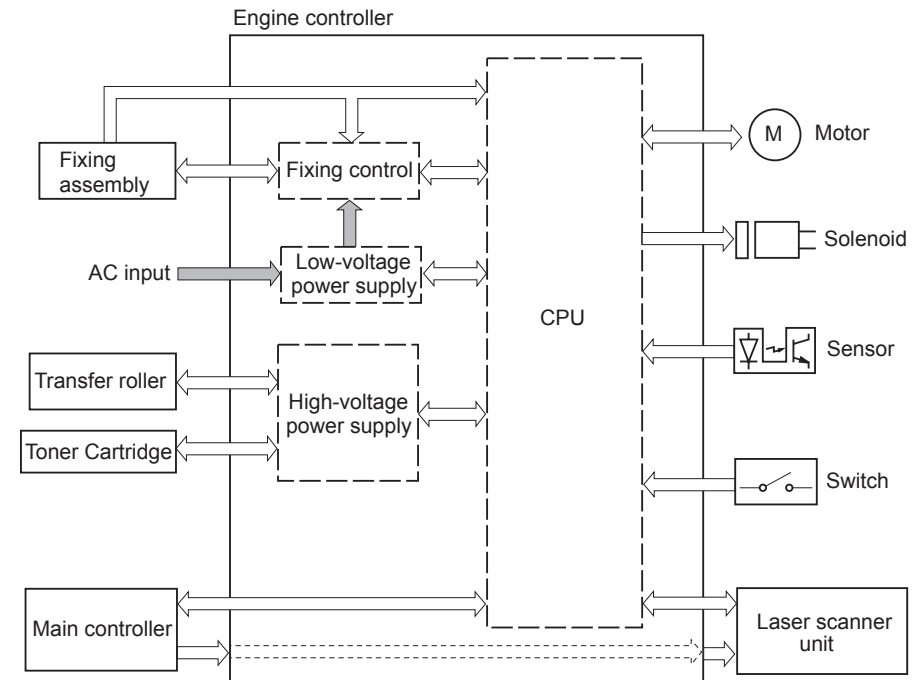 Engine controller
Fixing
assembly
Fixing control
M
Motor
AC input
Low-voltage
power supply
Solenoid
CPU
Sensor
Transfer roller
Toner Cartridge
High-voltage
power supply
Switch
Main controller
Laser scanner
unit